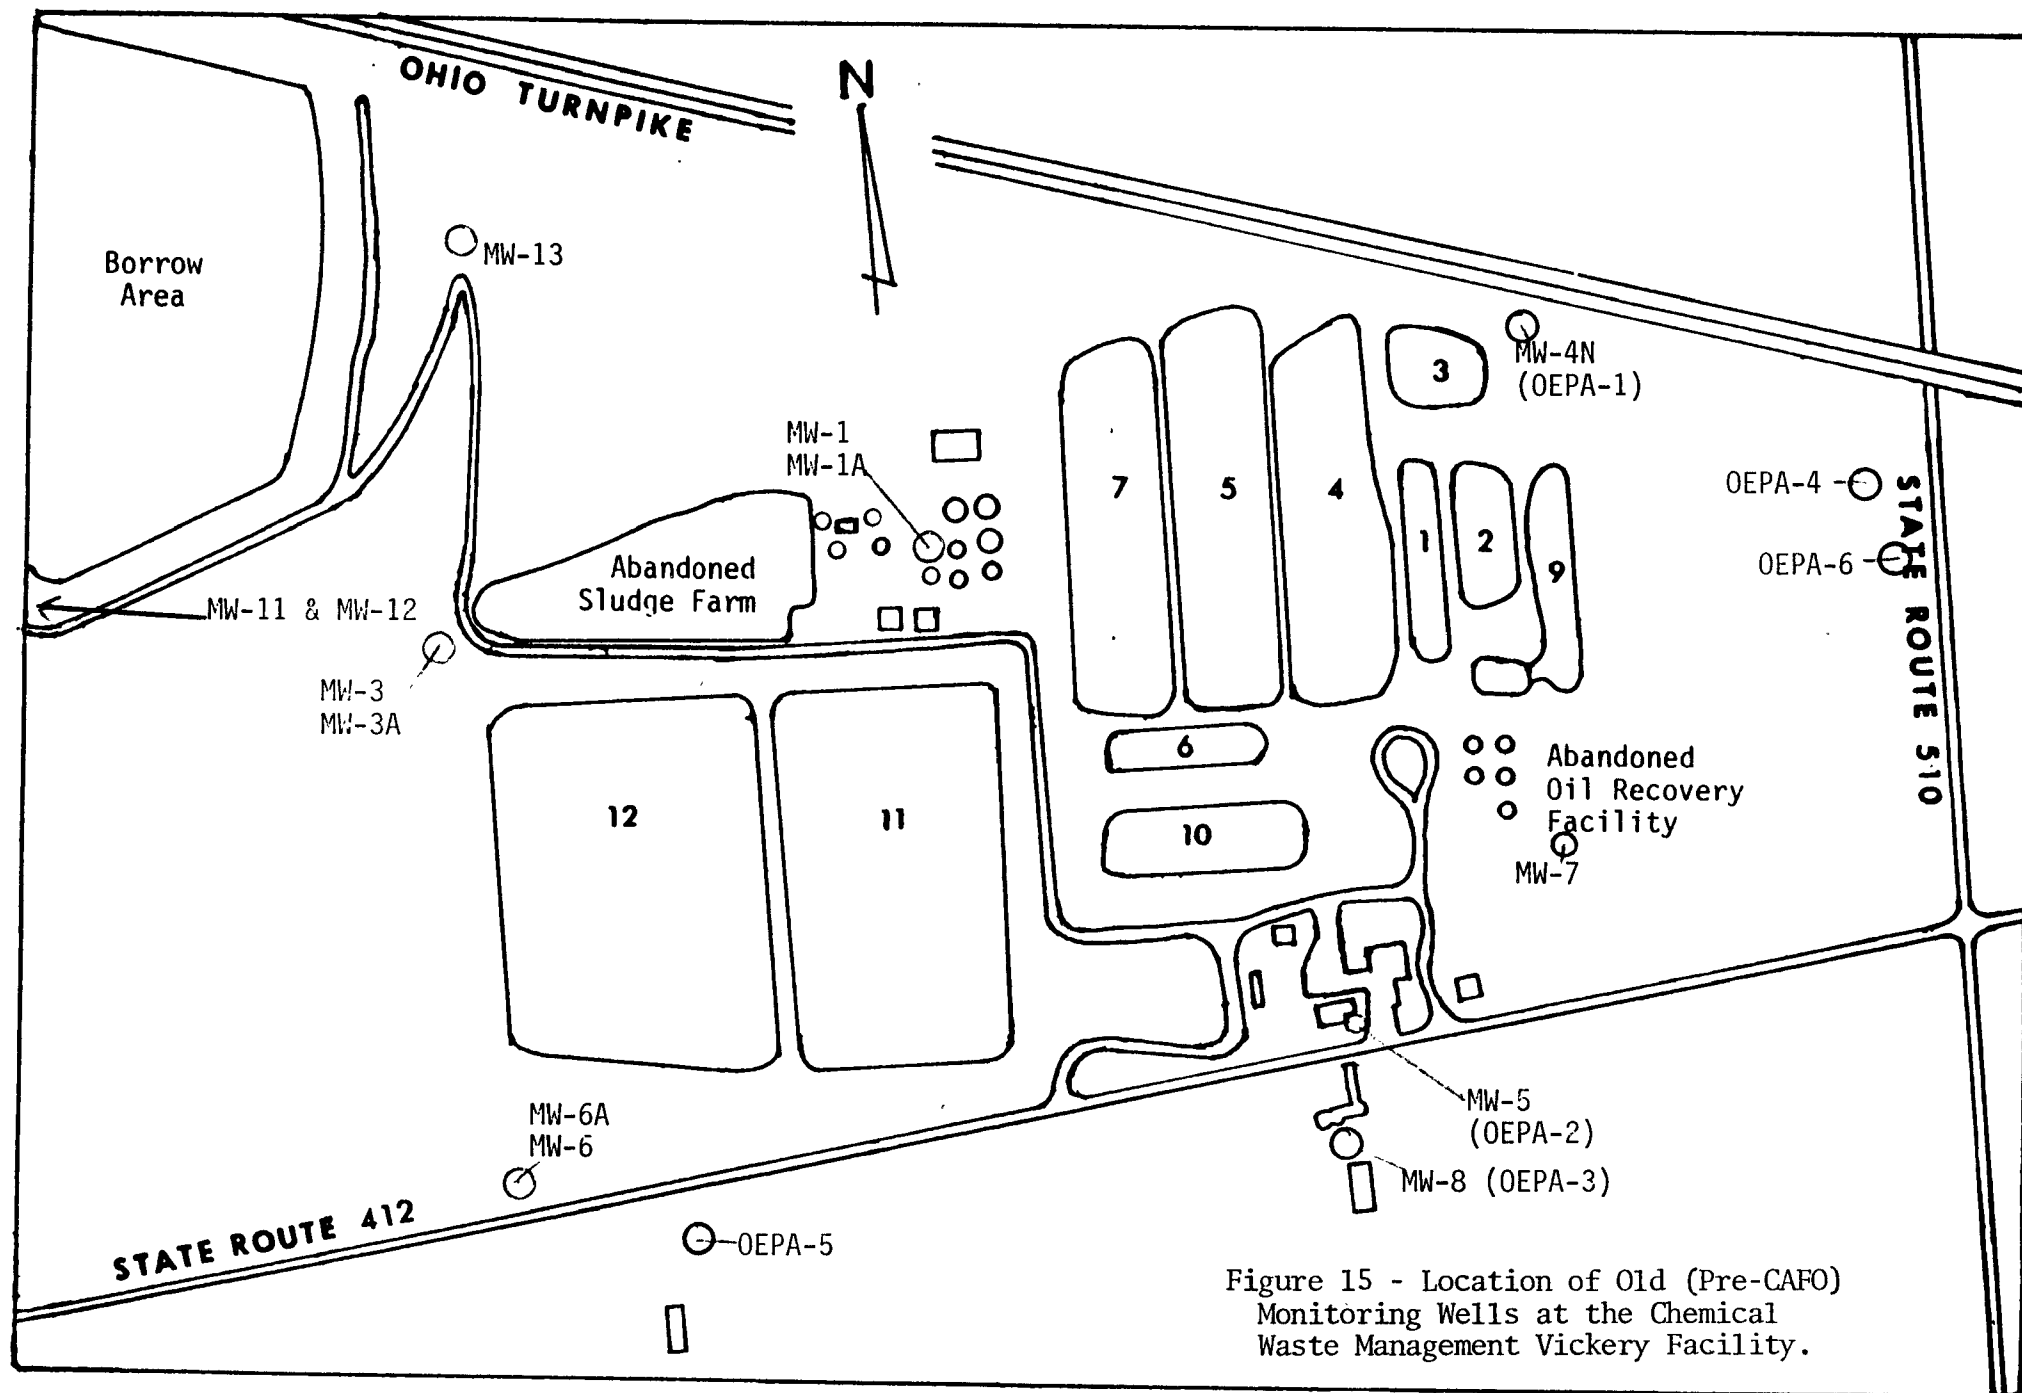 OHIO TURNPIKE
N
Borrow
Area
MW-13
MW-4N
(OEPA-1)
3
MW-1
MW-1A
7
5
4
1
2
9
OEPA-4
OEPA-6
STATE ROUTE 510
Abandoned
Sludge Farm
MW-11 & MW-12
MW-3
MW-3A
6
10
12
11
Abandoned
Oil Recovery
Facility
MW-7
MW-5
(OEPA-2)
MW-8 (OEPA-3)
MW-6A
MW-6
STATE ROUTE 412
OEPA-5
Figure 15 - Location of Old (Pre-CAFO)
Monitoring Wells at the Chemical
Waste Management Vickery Facility.